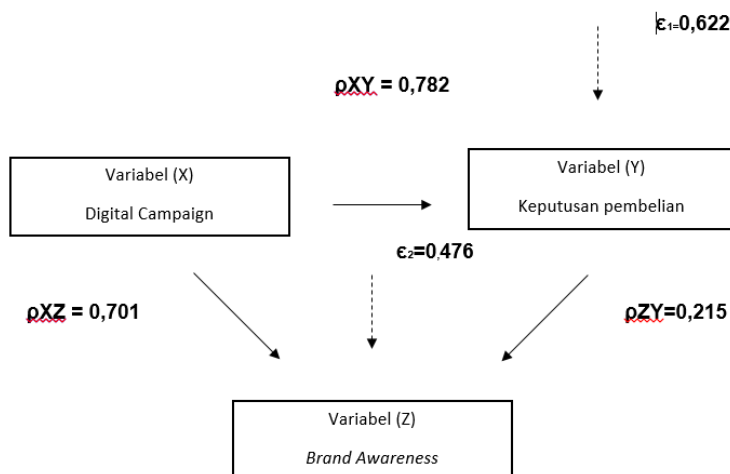 ϵ₁₌0,622
ρXY = 0,782
Variabel (X)
Digital Campaign
Variabel (Y)
Keputusan pembelian
ϵ₂=0,476
ρXZ = 0,701
ρZY=0,215
Variabel (Z)
Brand Awareness